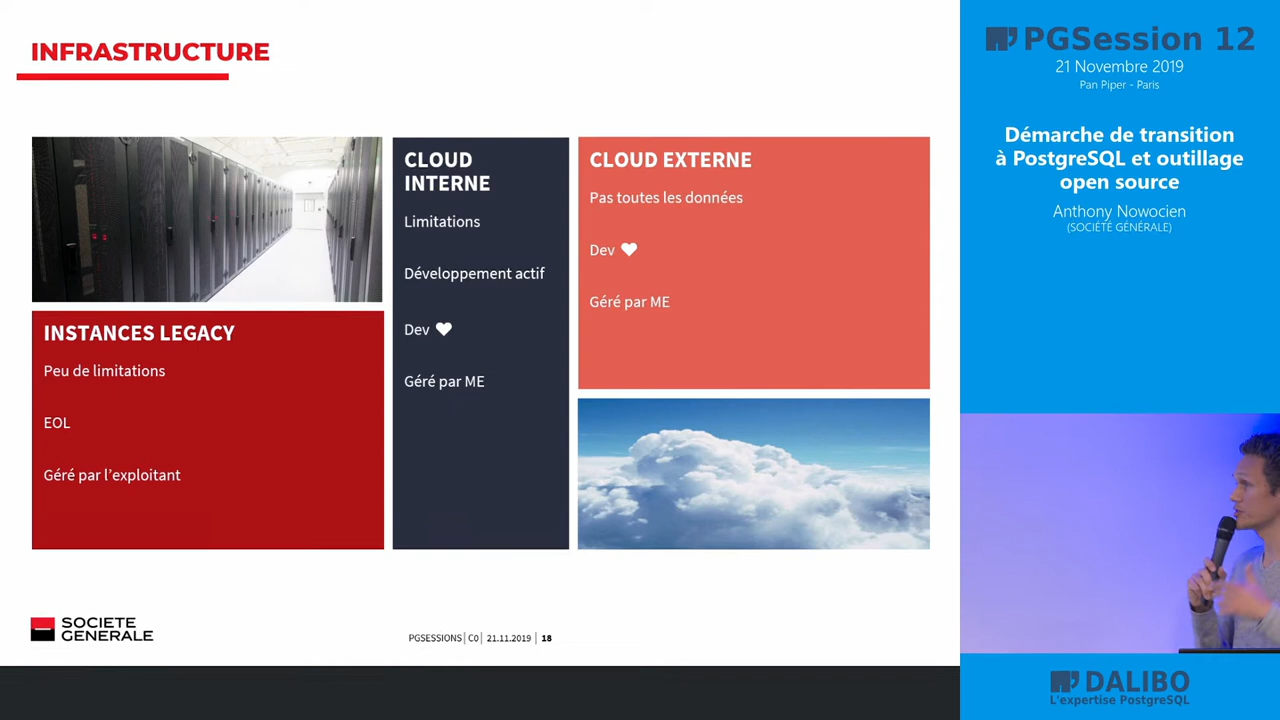 INFRASTRUCTURE
INSTANCES LEGACY
Peu de limitations
EOL
Géré par l’exploitant
CLOUD
INTERNE
Limitations
Développement actif
Dev
Géré par ME
CLOUD EXTERNE
Pas toutes les données
Dev
Géré par ME
SOCIETE
GENERALE
PGSESSIONS | C0 | 21.11.2019 | 18
PGSession 12
21 Novembre 2019
Pan Piper - Paris
Démarche de transition
à PostgreSQL et outillage
open source
Anthony Nowocien
(SOCIÉTÉ GÉNÉRALE)
DALIBO
L'expertise PostgreSQL